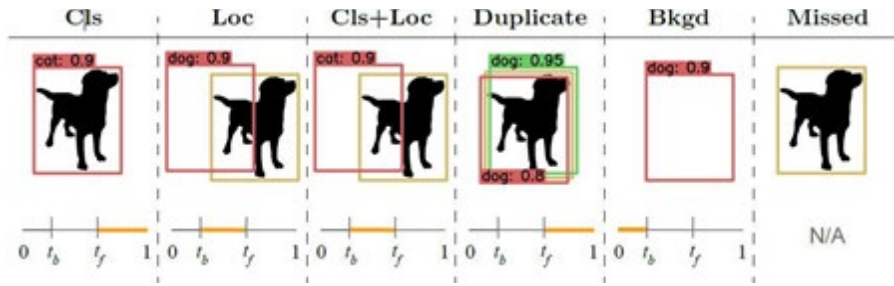 Cls Loc Cls+Loc Duplicate Bkgd Missed
cat: 0.9 dog: 0.9 cat: 0.9 dog: 0.95 dog: 0.9
dog: 0.8
0 t_b t_f 1 0 t_b t_f 1 0 t_b t_f 1 0 t_b t_f 1 0 t_b t_f 1 N/A